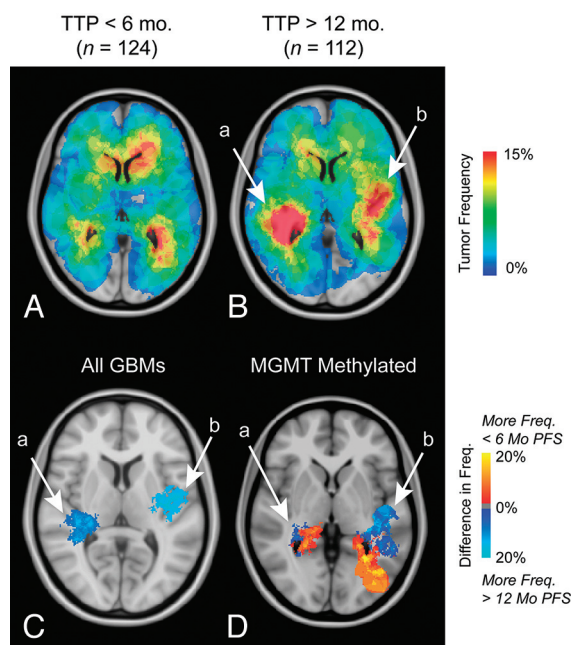 TTP < 6 mo.
(n = 124)
TTP > 12 mo.
(n = 112)
a
b
A
B
15%
Tumor Frequency
0%
All GBMs
MGMT Methylated
a
b
a
b
C
D
More Freq.
< 6 Mo PFS
20%
0%
20%
Difference in Freq.
More Freq.
> 12 Mo PFS